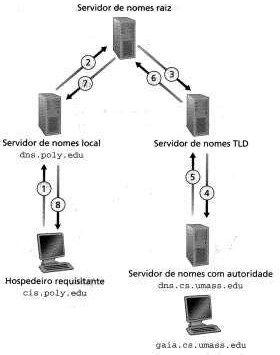 Servidor de nomes raiz
2
3
7
6
Servidor de nomes local
dns.poly.edu
Servidor de nomes TLD
1
8
5
4
Hospedeiro requisitante
cis.poly.edu
Servidor de nomes com autoridade
dns.cs.umass.edu
gaia.cs.umass.edu